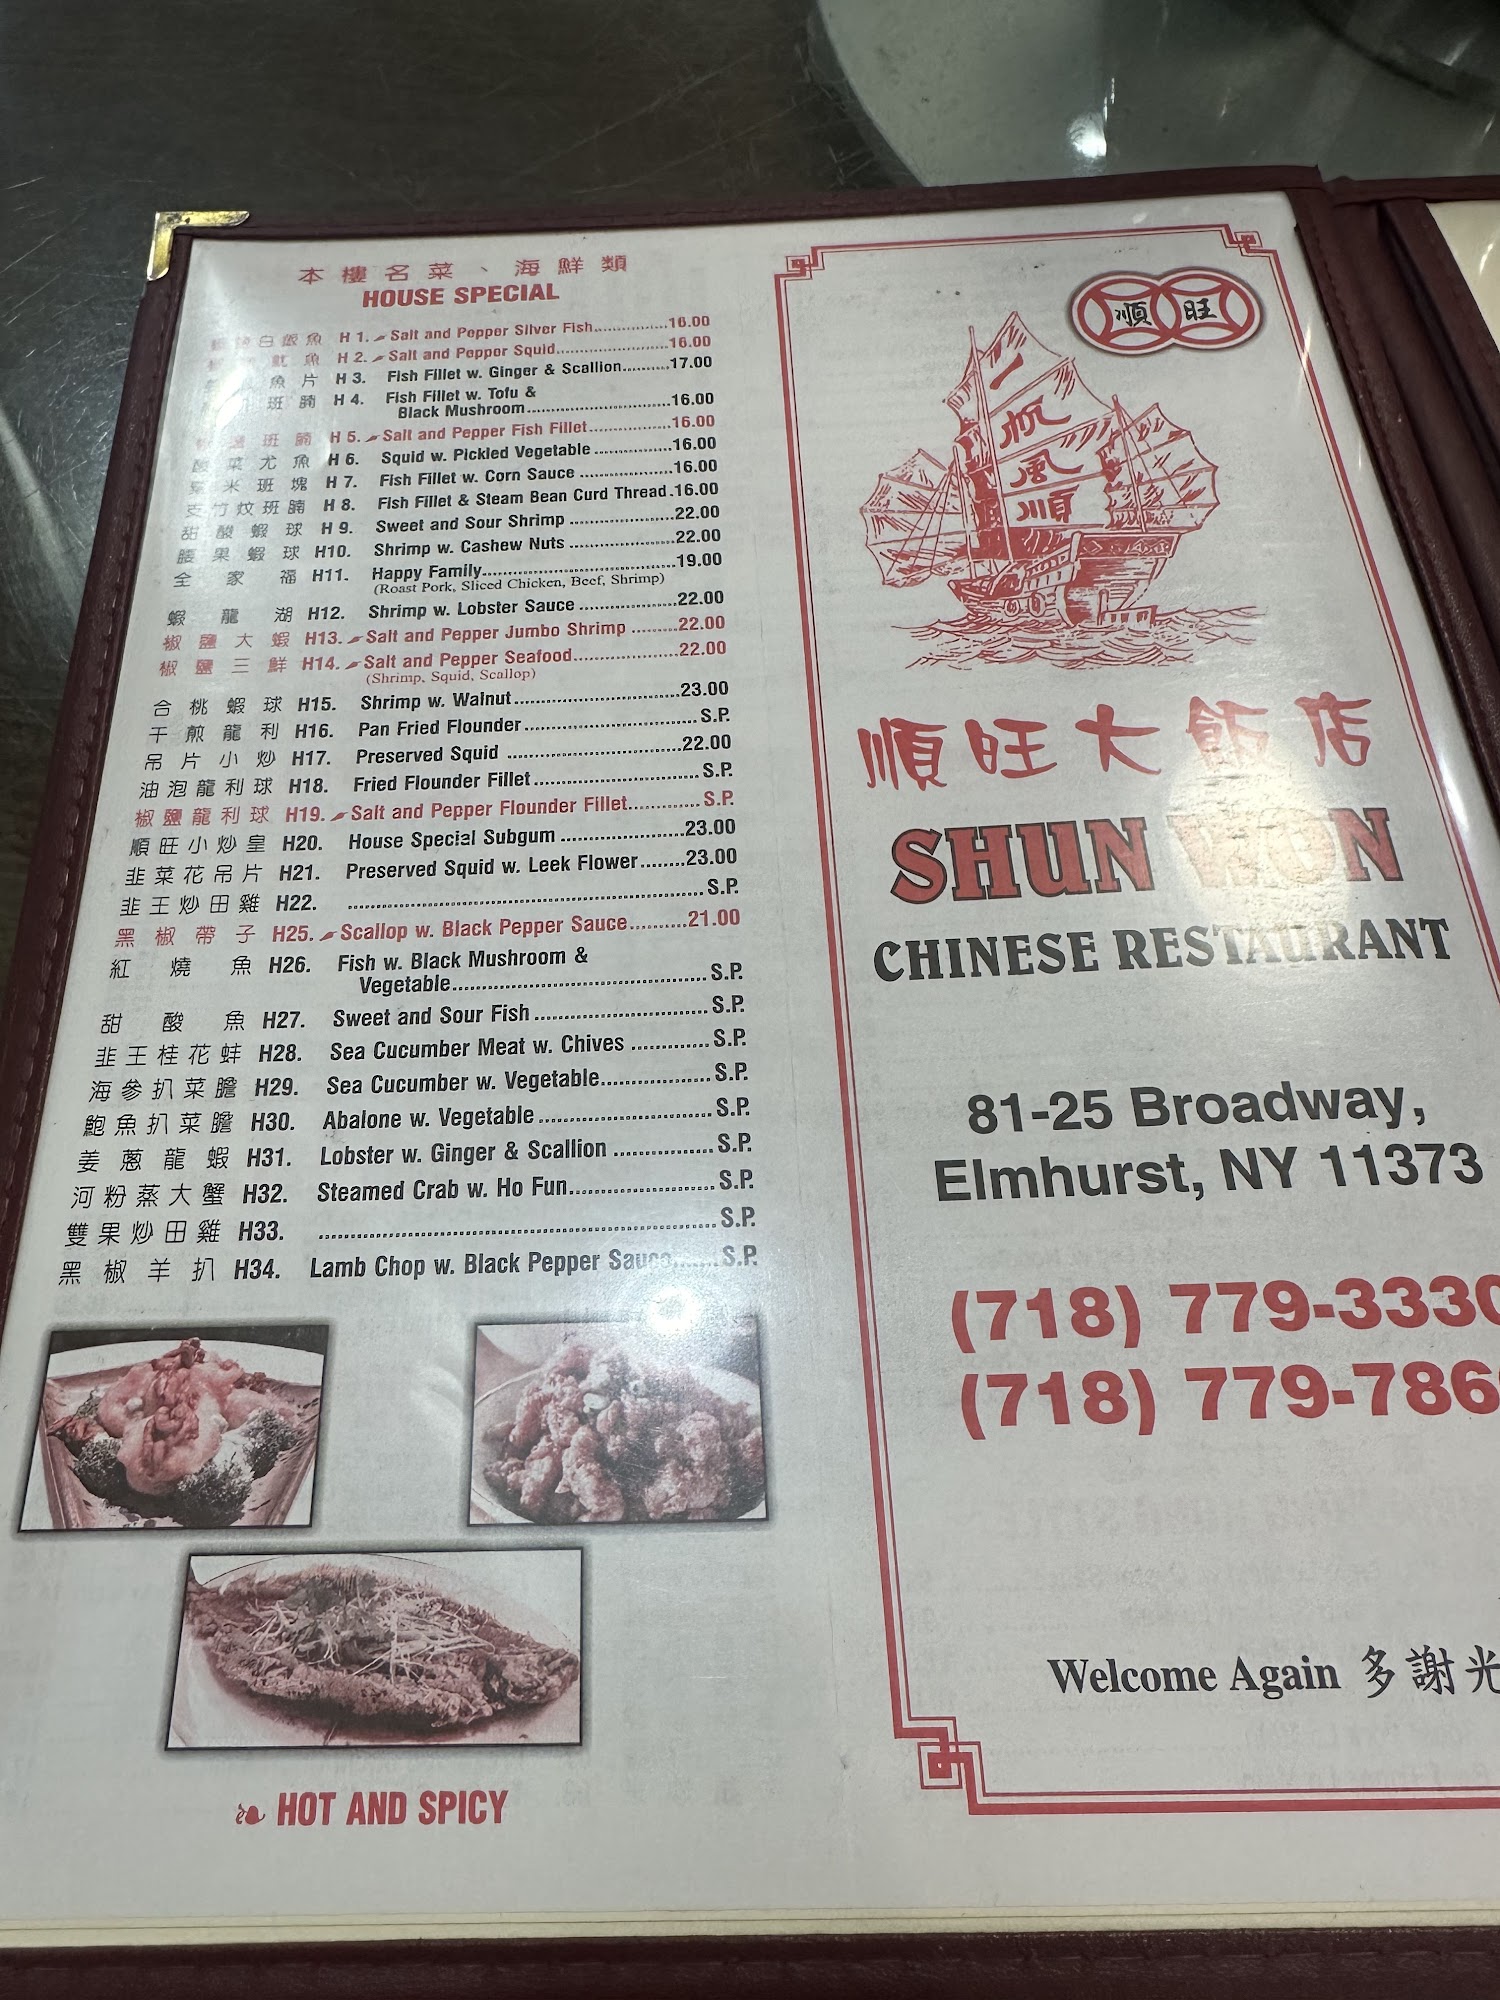 本樓名菜、海鮮類
HOUSE SPECIAL
白飯魚 H 1. Salt and Pepper Silver Fish 16.00
魚 H 2. Salt and Pepper Squid 16.00
魚片 H 3. Fish Fillet w. Ginger & Scallion 17.00
班腩 H 4. Fish Fillet w. Tofu &
Black Mushroom 16.00
椒鹽班腩 H 5. Salt and Pepper Fish Fillet 16.00
酸菜尤魚 H 6. Squid w. Pickled Vegetable 16.00
粟米班塊 H 7. Fish Fillet w. Corn Sauce 16.00
支竹炆班腩 H 8. Fish Fillet & Steam Bean Curd Thread 16.00
甜酸蝦球 H 9. Sweet and Sour Shrimp 22.00
腰果蝦球 H10. Shrimp w. Cashew Nuts 22.00
全家福 H11. Happy Family 19.00
(Roast Pork, Sliced Chicken, Beef, Shrimp)
蝦龍湖 H12. Shrimp w. Lobster Sauce 22.00
椒鹽大蝦 H13. Salt and Pepper Jumbo Shrimp 22.00
椒鹽三鮮 H14. Salt and Pepper Seafood 22.00
(Shrimp, Squid, Scallop)
合桃蝦球 H15. Shrimp w. Walnut 23.00
干煎龍利 H16. Pan Fried Flounder S.P.
吊片小炒 H17. Preserved Squid 22.00
油泡龍利球 H18. Fried Flounder Fillet S.P.
椒鹽龍利球 H19. Salt and Pepper Flounder Fillet S.P.
順旺小炒皇 H20. House Special Subgum 23.00
韭菜花吊片 H21. Preserved Squid w. Leek Flower 23.00
韭王炒田雞 H22. S.P.
黑椒帶子 H25. Scallop w. Black Pepper Sauce 21.00
紅燒魚 H26. Fish w. Black Mushroom &
Vegetable S.P.
甜酸魚 H27. Sweet and Sour Fish S.P.
韭王桂花蚌 H28. Sea Cucumber Meat w. Chives S.P.
海參扒菜膽 H29. Sea Cucumber w. Vegetable S.P.
鮑魚扒菜膽 H30. Abalone w. Vegetable S.P.
姜蔥龍蝦 H31. Lobster w. Ginger & Scallion S.P.
河粉蒸大蟹 H32. Steamed Crab w. Ho Fun S.P.
雙果炒田雞 H33. S.P.
黑椒羊扒 H34. Lamb Chop w. Black Pepper Sauce S.P.
HOT AND SPICY
順旺
一帆風順
順旺大飯店
SHUN WON
CHINESE RESTAURANT
81-25 Broadway,
Elmhurst, NY 11373
(718) 779-3330
(718) 779-786
Welcome Again 多謝光